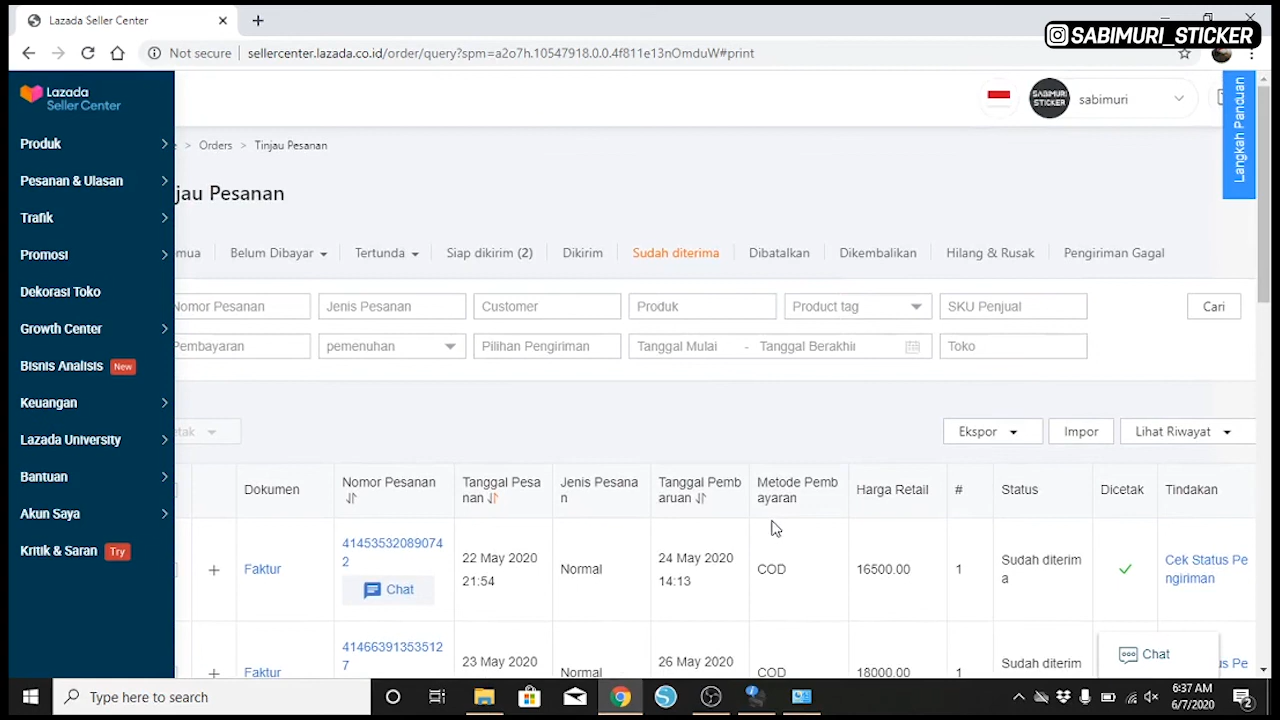 Lazada Seller Center
SABIMURI_STICKER
Not secure
sellercenter.lazada.co.id/order/query?spm=a2o7h.10547918.0.0.4f811e13nOmduW#print
Lazada
Seller Center
SABIMURI
STICKER
sabimuri
Langkah Panduan
Produk
Pesanan & Ulasan
Trafik
Promosi
Dekorasi Toko
Growth Center
Bisnis Analisis New
Keuangan
Lazada University
Bantuan
Akun Saya
Kritik & Saran Try
e > Orders > Tinjau Pesanan
jau Pesanan
mua Belum Dibayar Tertunda Siap dikirim (2) Dikirim Sudah diterima Dibatalkan Dikembalikan Hilang & Rusak Pengiriman Gagal
Nomor Pesanan Jenis Pesanan Customer Produk Product tag SKU Penjual Cari
Pembayaran pemenuhan Pilihan Pengiriman Tanggal Mulai - Tanggal Berakhir Toko
etak Ekspor Impor Lihat Riwayat
Dokumen Nomor Pesanan Tanggal Pesa Jenis Pesana Tanggal Pemb Metode Pemb Harga Retail # Status Dicetak Tindakan
nan n aruan ayaran
41453532089074
2
Chat
Faktur 22 May 2020 Normal 24 May 2020 COD 16500.00 1 Sudah diterim Cek Status Pe
21:54 14:13 a ngiriman
41466391353512
7
Faktur 23 May 2020 Normal 26 May 2020 COD 18000.00 1 Sudah diterim us Pe
Chat
Type here to search
6:37 AM
6/7/2020
2